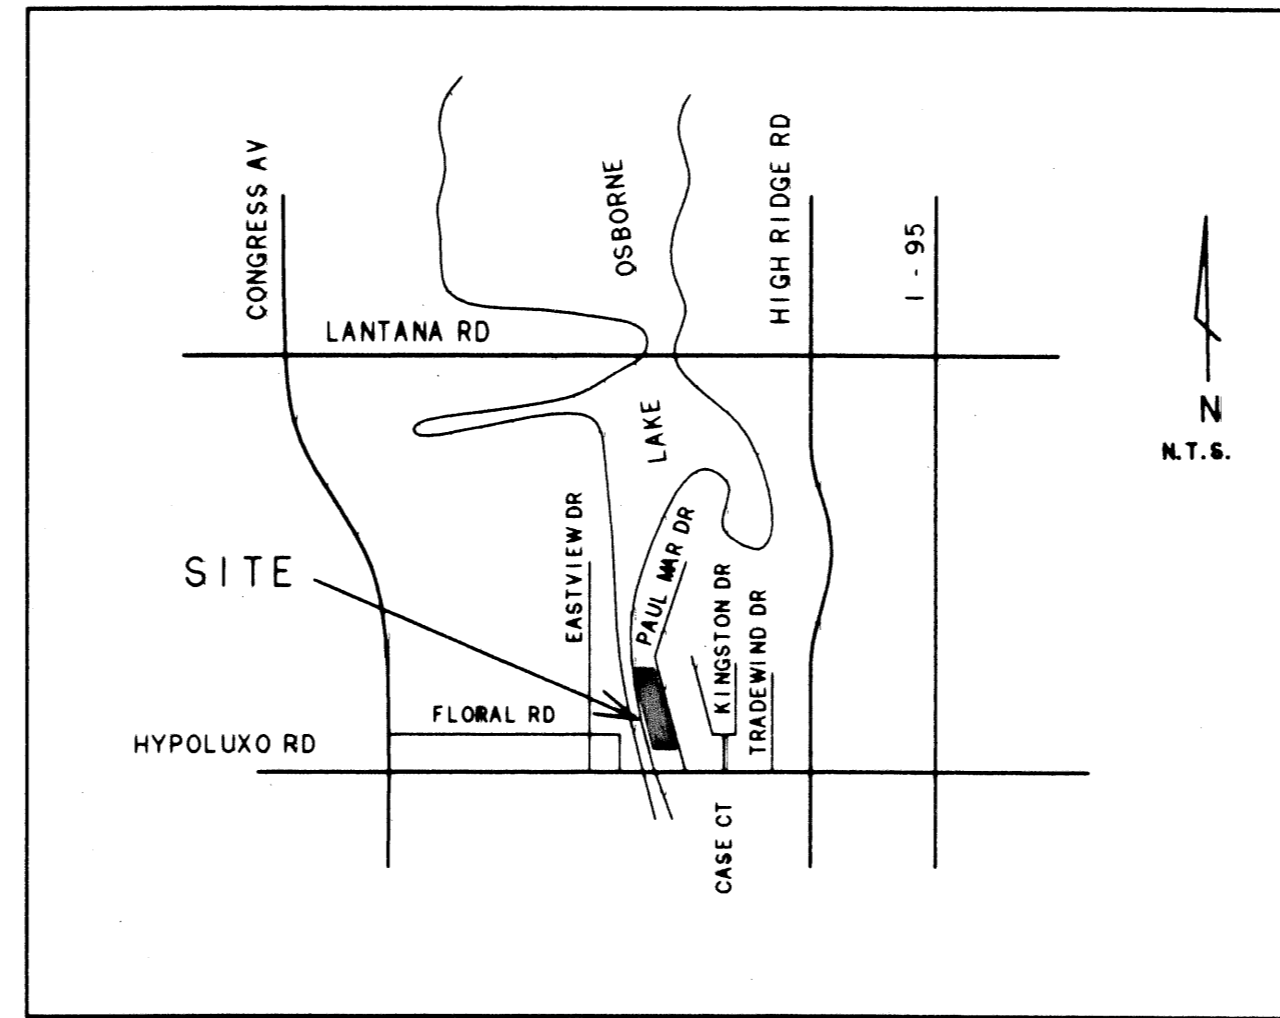 CONGRESS AV
OSBORNE
HIGH RIDGE RD
I - 95
LANTANA RD
LAKE
N
N.T.S.
EASTVIEW DR
PAUL MAR DR
SITE
KINGSTON DR
TRADEWIND DR
FLORAL RD
HYPOLUXO RD
CASE CT